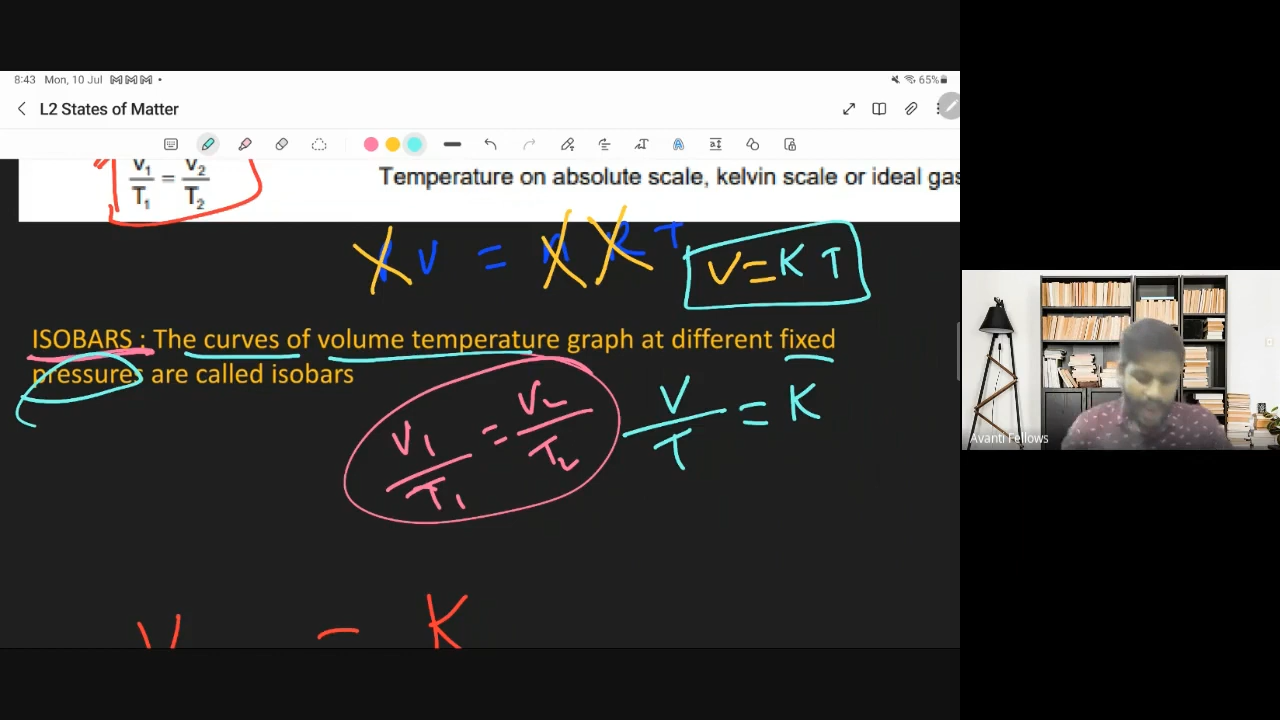 8:43 Mon, 10 Jul 65%
L2 States of Matter
V1/T1 = V2/T2
Temperature on absolute scale, kelvin scale or ideal gas
V = n R T
V = K T
ISOBARS : The curves of volume temperature graph at different fixed
pressures are called isobars
V1/T1 = V2/T2
V/T = K
Avanti Fellows
V = K